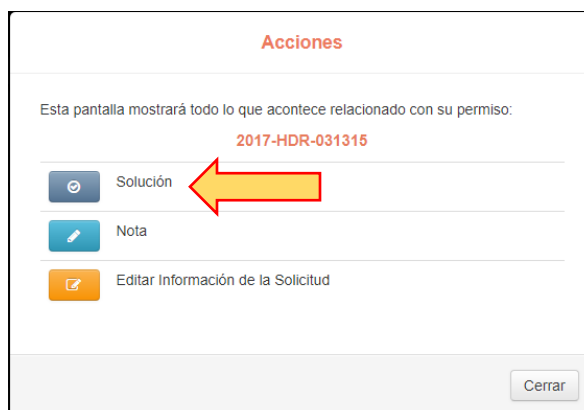 Acciones
Esta pantalla mostrará todo lo que acontece relacionado con su permiso:
2017-HDR-031315
Solución
Nota
Editar Información de la Solicitud
Cerrar